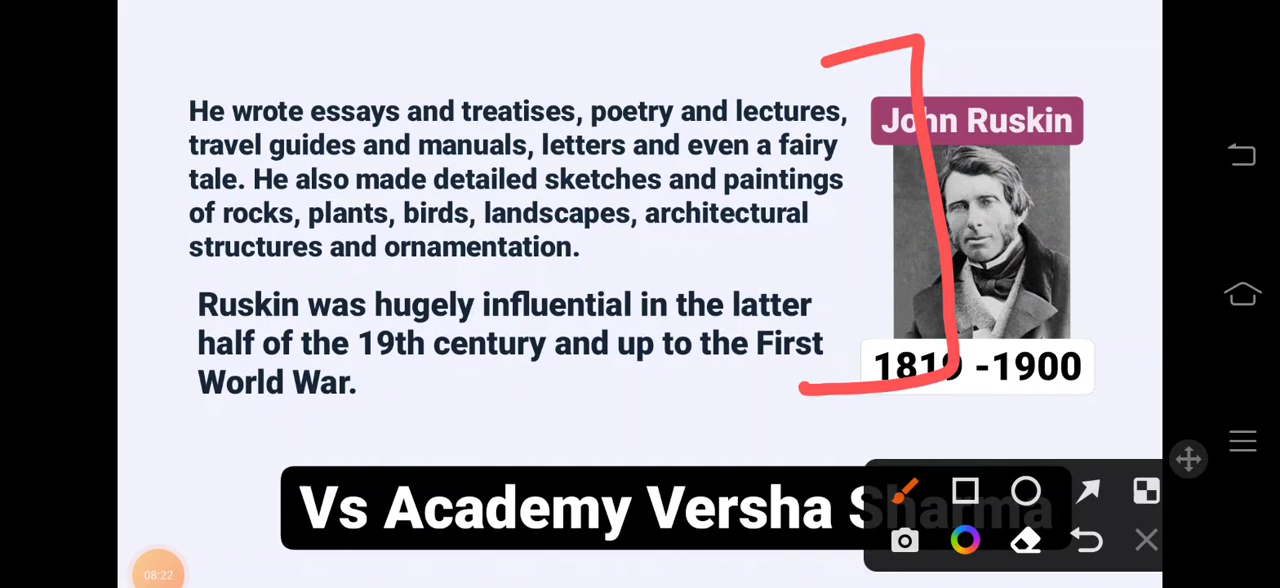 He wrote essays and treatises, poetry and lectures,
travel guides and manuals, letters and even a fairy
tale. He also made detailed sketches and paintings
of rocks, plants, birds, landscapes, architectural
structures and ornamentation.
Ruskin was hugely influential in the latter
half of the 19th century and up to the First
World War.
John Ruskin
1819 -1900
Vs Academy Versha Sharma
08:22